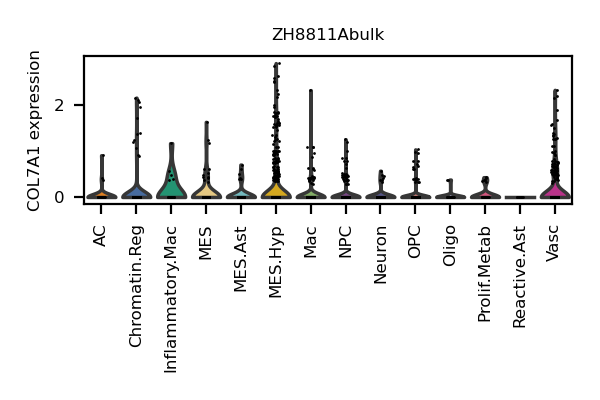 ZH8811Abulk
COL7A1 expression
2
0
AC
Chromatin.Reg
Inflammatory.Mac
MES
MES.Ast
MES.Hyp
Mac
NPC
Neuron
OPC
Oligo
Prolif.Metab
Reactive.Ast
Vasc